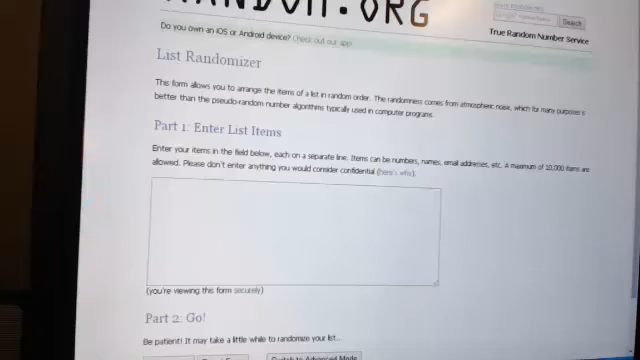 RANDOM.ORG
Search
True Random Number Service
Do you own an iOS or Android device? Check out our app!
List Randomizer
This form allows you to arrange the items of a list in random order. The randomness comes from atmospheric noise, which for many purposes is
better than the pseudo-random number algorithms typically used in computer programs.
Part 1: Enter List Items
Enter your items in the field below, each on a separate line. Items can be numbers, names, email addresses, etc. A maximum of 10,000 items are
allowed. Please don't enter anything you would consider confidential (here's why).
(you're viewing this form securely)
Part 2: Go!
Be patient! It may take a little while to randomize your list...
Switch to Advanced Mode